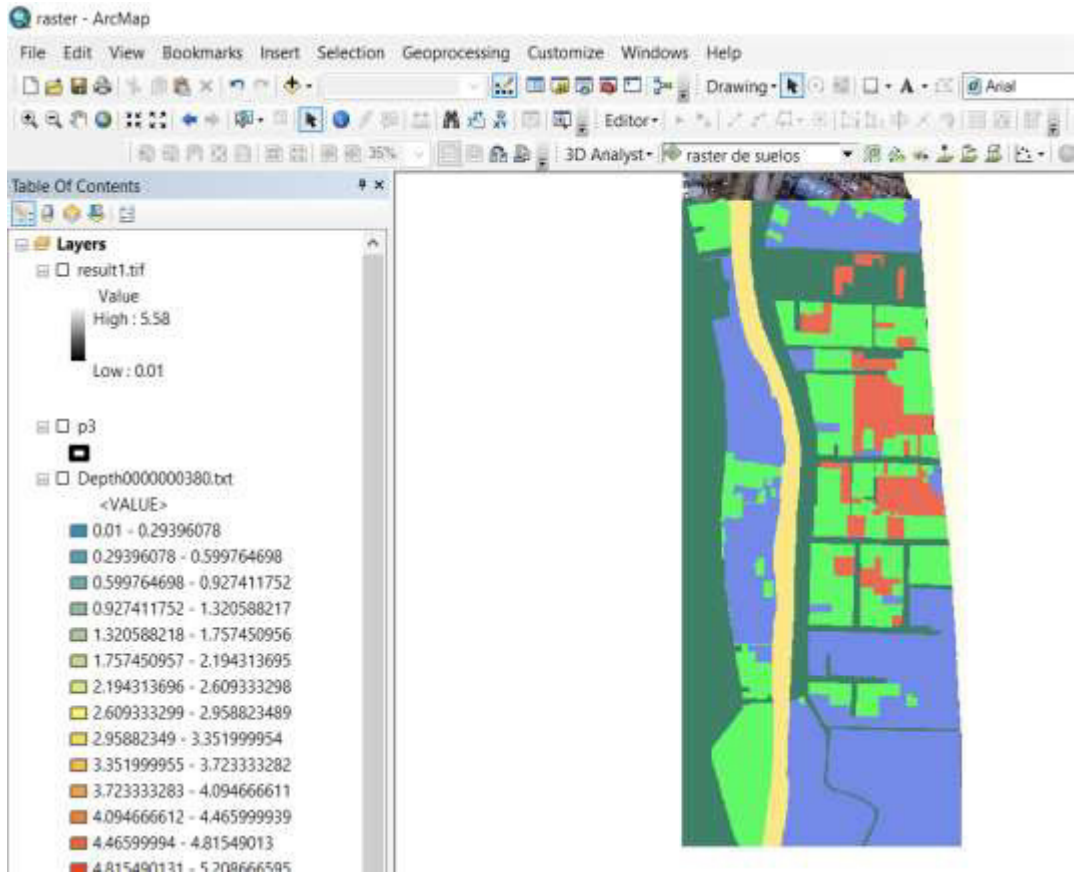 raster - ArcMap
File Edit View Bookmarks Insert Selection Geoprocessing Customize Windows Help
Drawing A Arial
Editor
35% 3D Analyst raster de suelos
Table Of Contents
Layers
result1.tif
Value
High : 5.58
Low : 0.01
p3
Depth0000000380.txt
<VALUE>
0.01 - 0.29396078
0.29396078 - 0.599764698
0.599764698 - 0.927411752
0.927411752 - 1.320588217
1.320588218 - 1.757450956
1.757450957 - 2.194313695
2.194313696 - 2.609333298
2.609333299 - 2.958823489
2.95882349 - 3.351999954
3.351999955 - 3.723333282
3.723333283 - 4.094666611
4.094666612 - 4.465999939
4.46599994 - 4.81549013
4.815490131 - 5.208666595